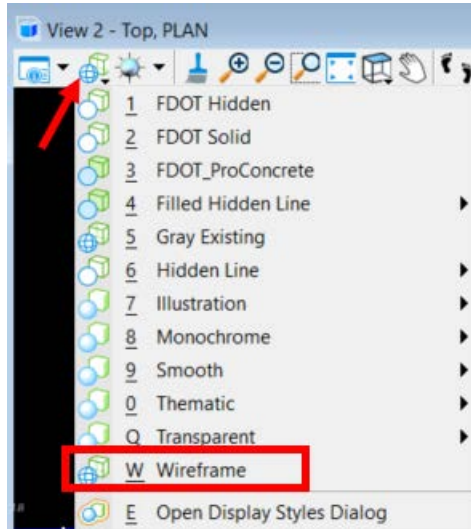 View 2 - Top, PLAN
1 FDOT Hidden
2 FDOT Solid
3 FDOT_ProConcrete
4 Filled Hidden Line
5 Gray Existing
6 Hidden Line
7 Illustration
8 Monochrome
9 Smooth
0 Thematic
Q Transparent
W Wireframe
E Open Display Styles Dialog